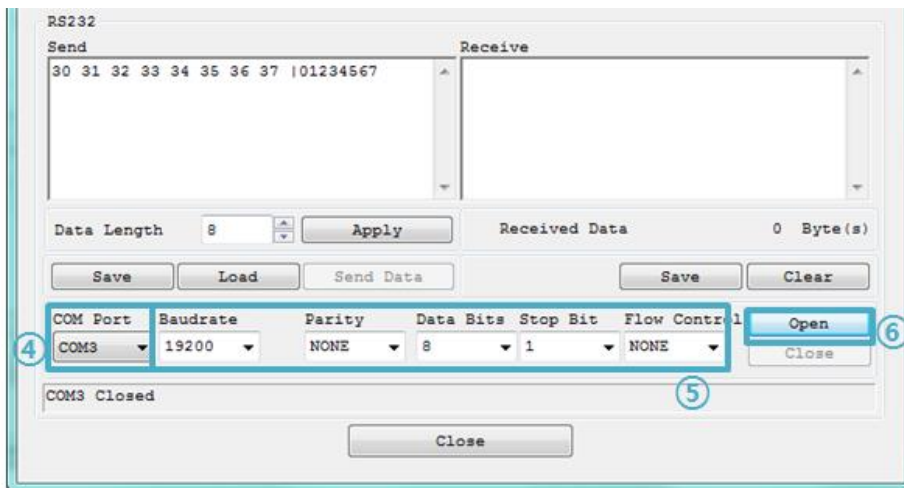 RS232
Send Receive
30 31 32 33 34 35 36 37 |01234567
Data Length 8 Apply Received Data 0 Byte(s)
Save Load Send Data Save Clear
COM Port Baudrate Parity Data Bits Stop Bit Flow Control Open
④ COM3 19200 NONE 8 1 NONE Close ⑥
⑤
COM3 Closed
Close